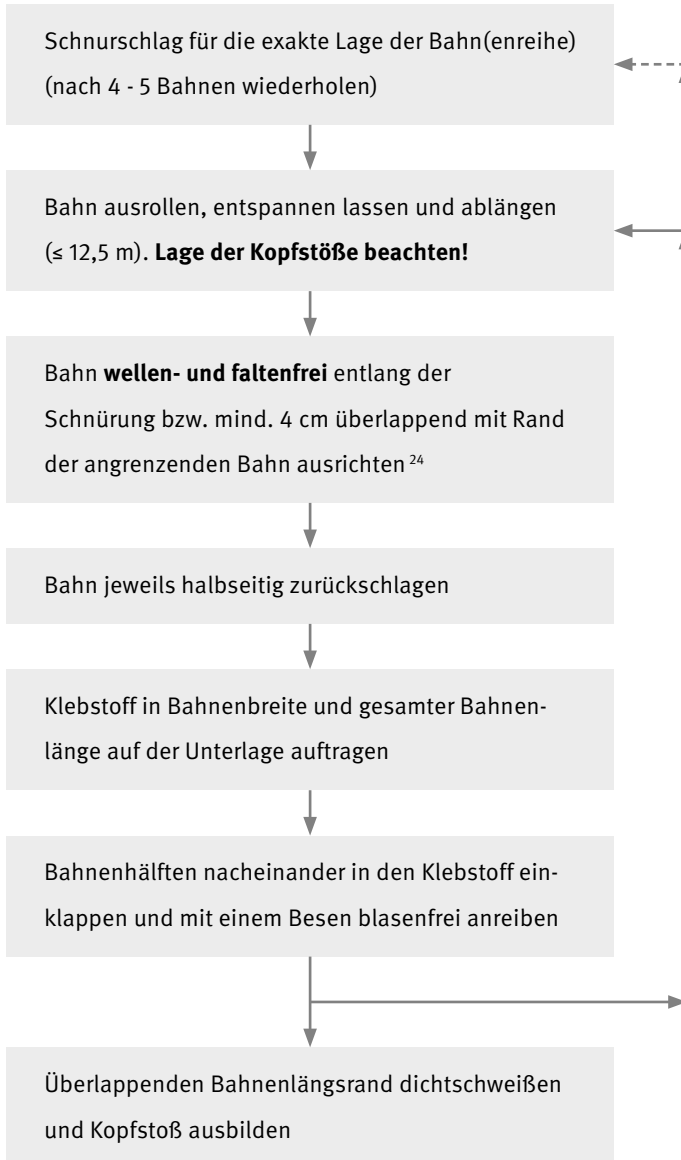 Schnurschlag für die exakte Lage der Bahn(enreihe)
(nach 4 - 5 Bahnen wiederholen)
Bahn ausrollen, entspannen lassen und ablängen
(≤ 12,5 m). Lage der Kopfstöße beachten!
Bahn wellen- und faltenfrei entlang der
Schnürung bzw. mind. 4 cm überlappend mit Rand
der angrenzenden Bahn ausrichten 24
Bahn jeweils halbseitig zurückschlagen
Klebstoff in Bahnenbreite und gesamter Bahnen-
länge auf der Unterlage auftragen
Bahnenhälften nacheinander in den Klebstoff ein-
klappen und mit einem Besen blasenfrei anreiben
Überlappenden Bahnenlängsrand dichtschweißen
und Kopfstoß ausbilden